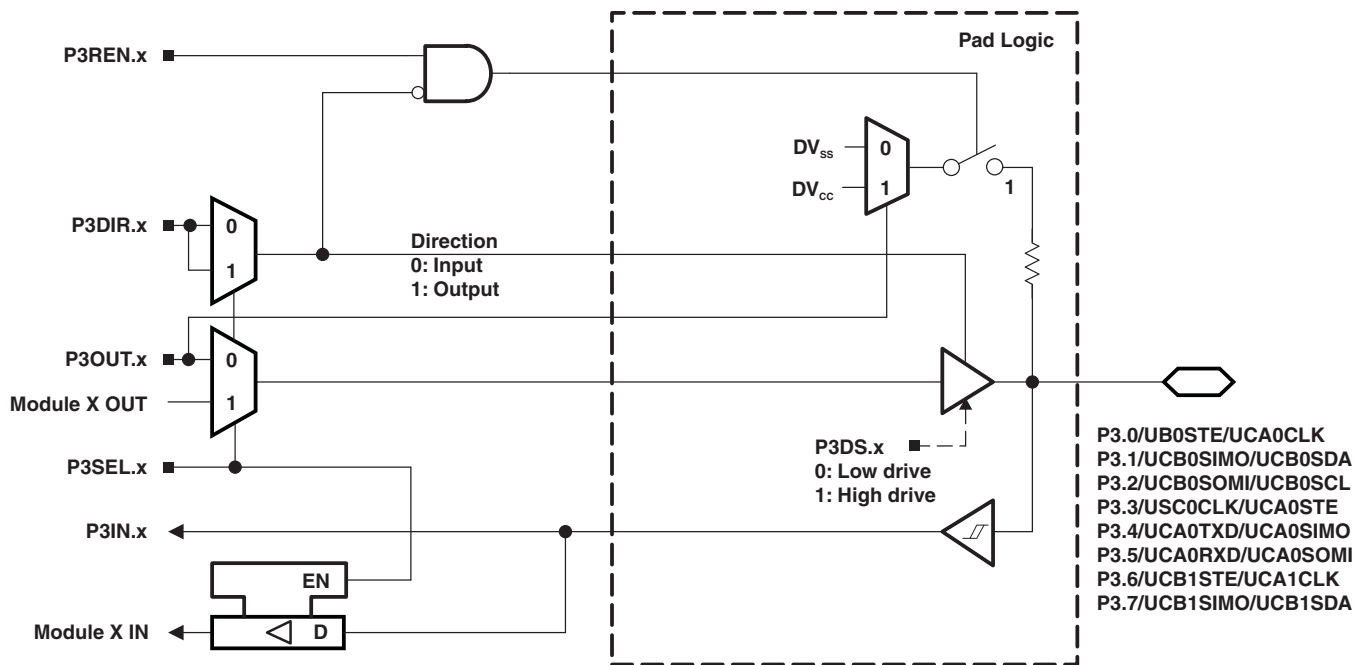 Pad Logic
P3REN.x
DVss
0
DVcc
1
1
P3DIR.x
0
1
Direction
0: Input
1: Output
P3OUT.x
0
Module X OUT
1
P3DS.x
0: Low drive
1: High drive
P3SEL.x
P3IN.x
EN
Module X IN
D
P3.0/UB0STE/UCA0CLK
P3.1/UCB0SIMO/UCB0SDA
P3.2/UCB0SOMI/UCB0SCL
P3.3/USC0CLK/UCA0STE
P3.4/UCA0TXD/UCA0SIMO
P3.5/UCA0RXD/UCA0SOMI
P3.6/UCB1STE/UCA1CLK
P3.7/UCB1SIMO/UCB1SDA